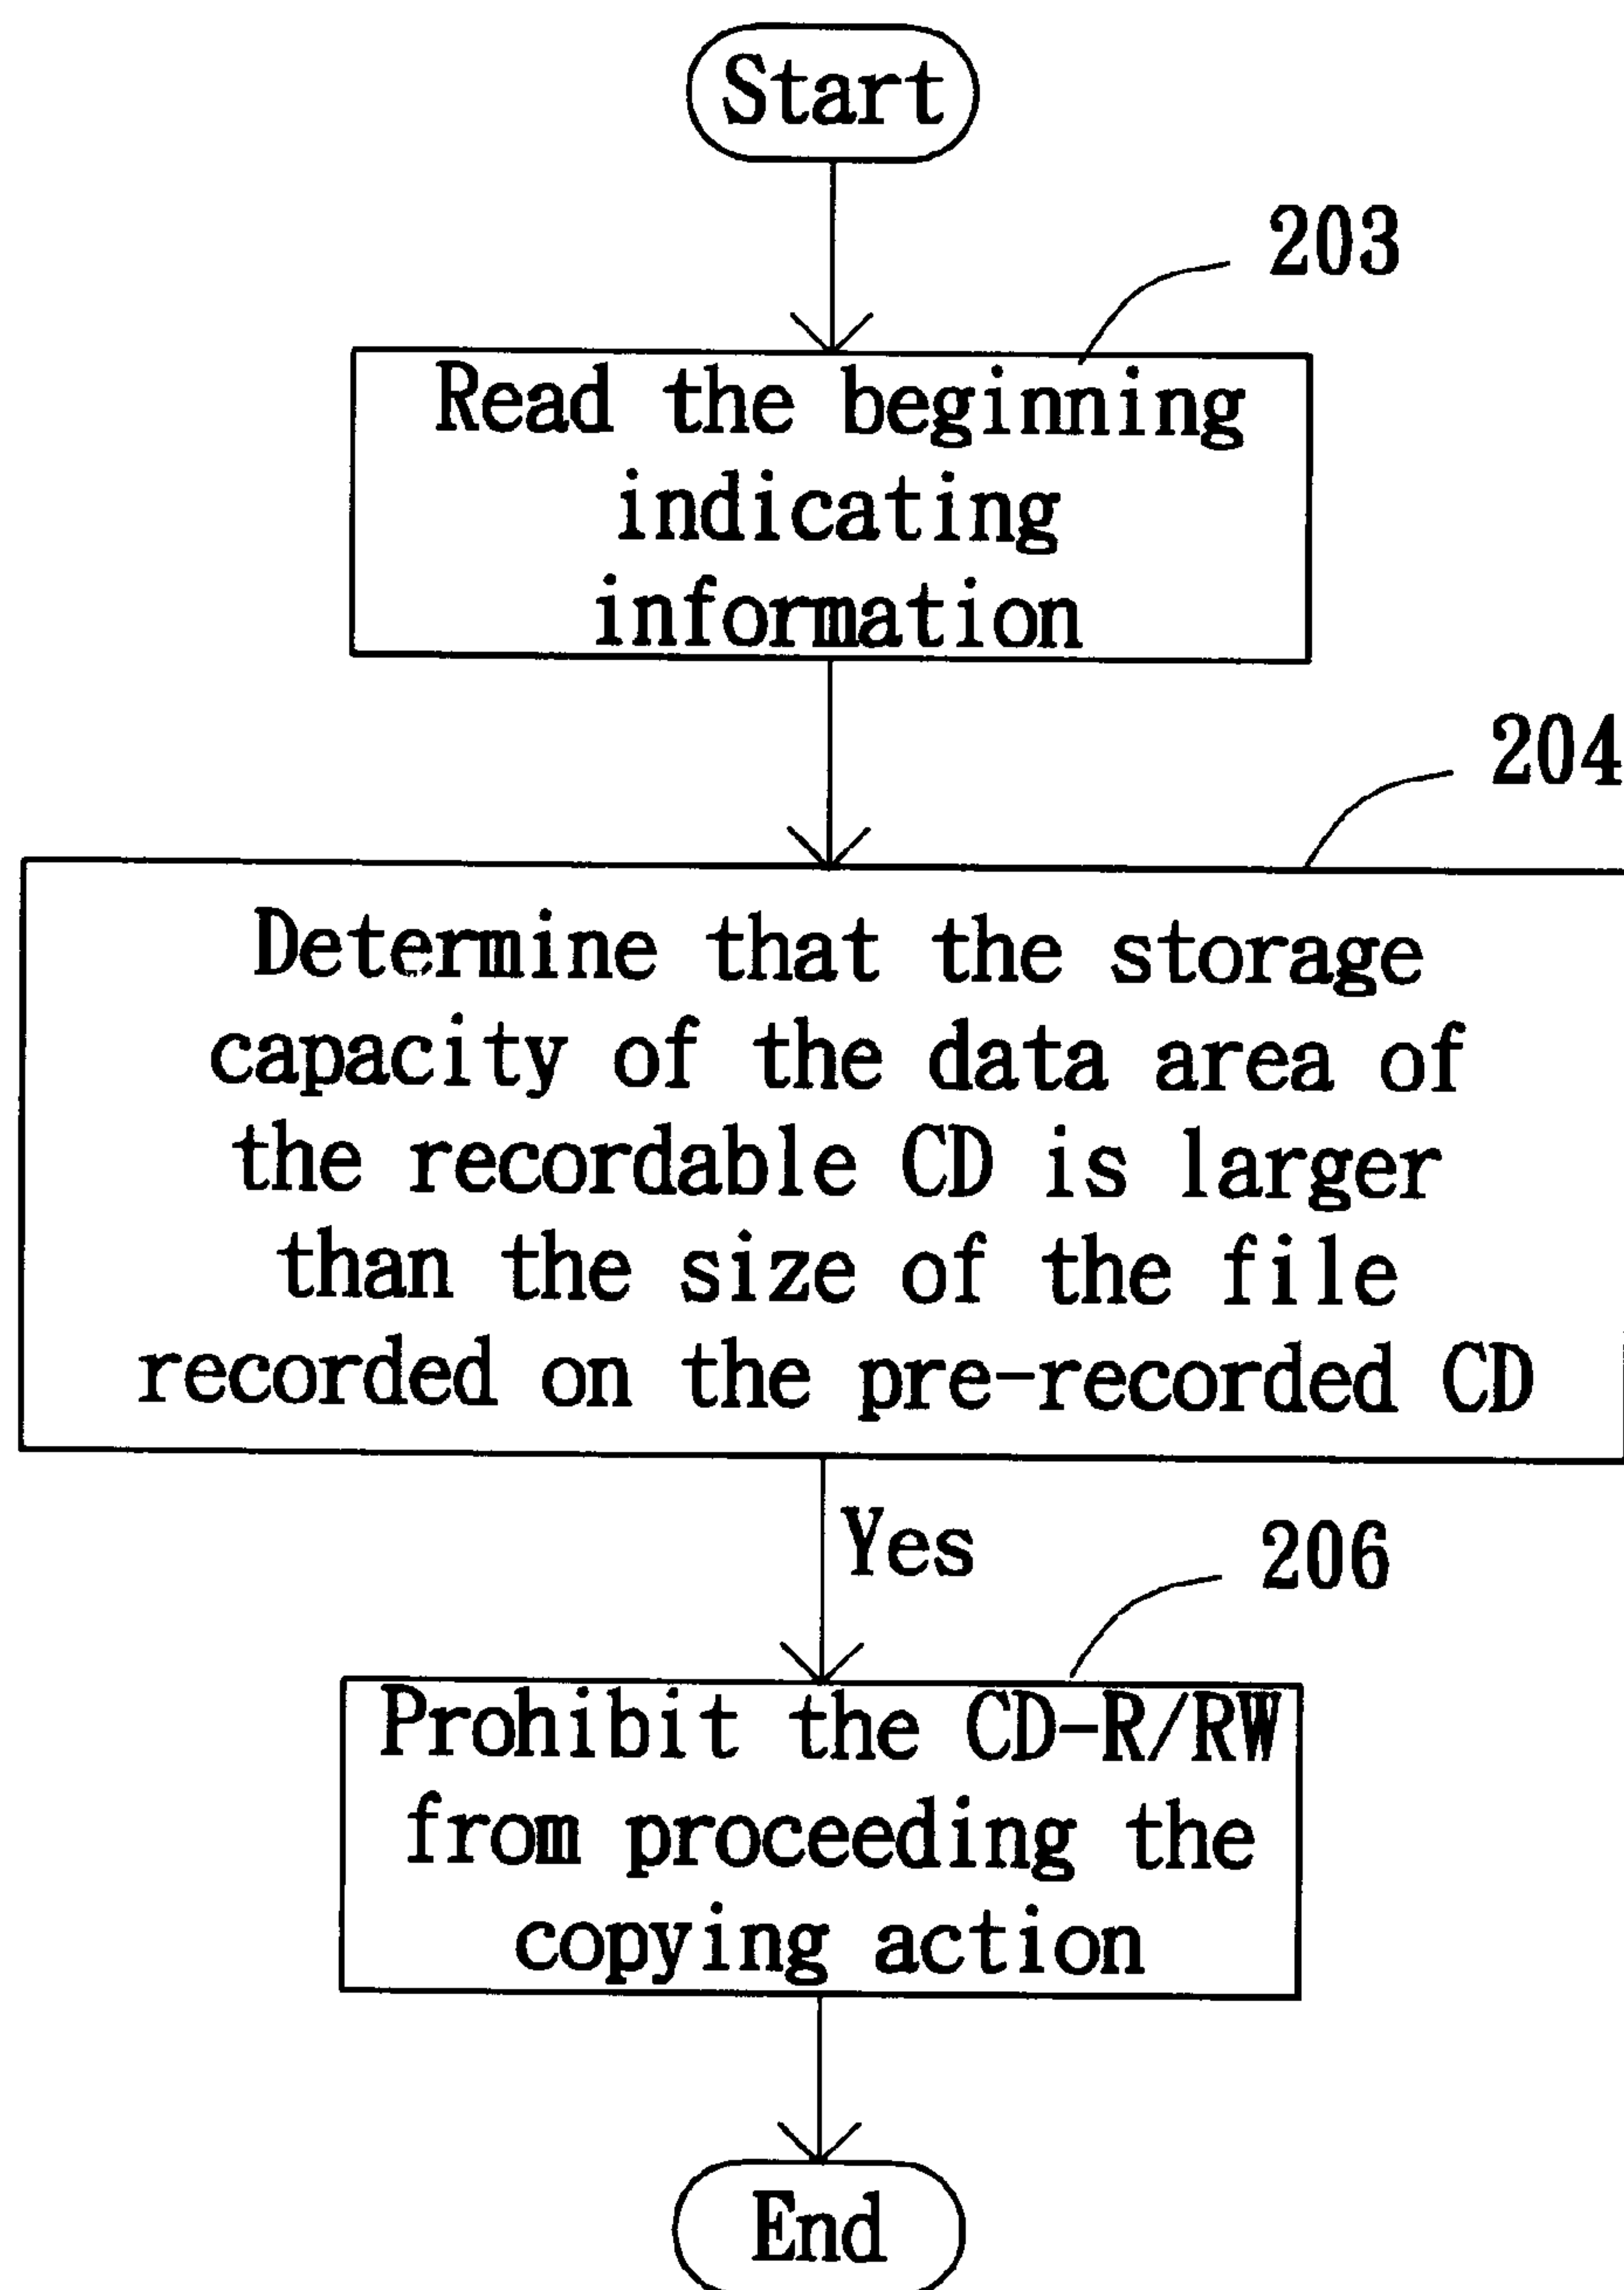 Start
203
Read the beginning
indicating
information
204
Determine that the storage
capacity of the data area of
the recordable CD is larger
than the size of the file
recorded on the pre-recorded CD
Yes
206
Prohibit the CD-R/RW
from proceeding the
copying action
End